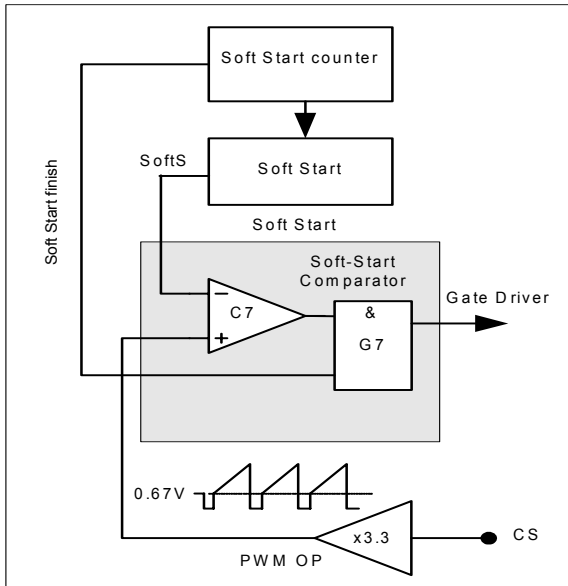 Soft Start counter
SoftS
Soft Start
Soft Start finish
Soft Start
Soft-Start
Comparator
Gate Driver
−
C7
+
&
G7
0.67V
x3.3
CS
PWM OP